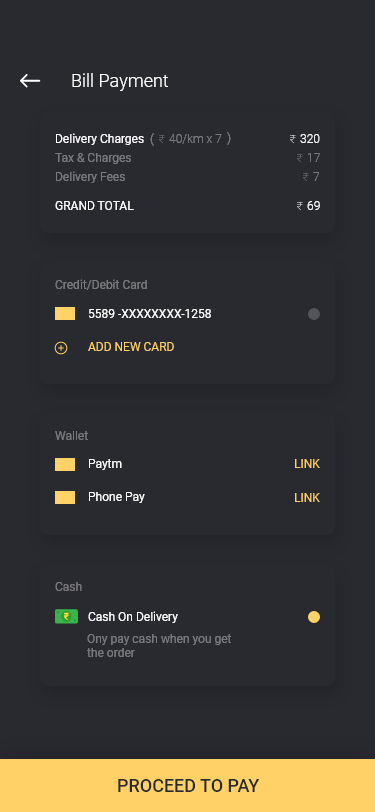 Bill Payment
Delivery Charges ( ₹ 40/km x 7 ) ₹ 320
Tax & Charges ₹ 17
Delivery Fees ₹ 7
GRAND TOTAL ₹ 69
Credit/Debit Card
5589 -XXXXXXXX-1258
ADD NEW CARD
Wallet
Paytm LINK
Phone Pay LINK
Cash
₹ Cash On Delivery
Ony pay cash when you get
the order
PROCEED TO PAY